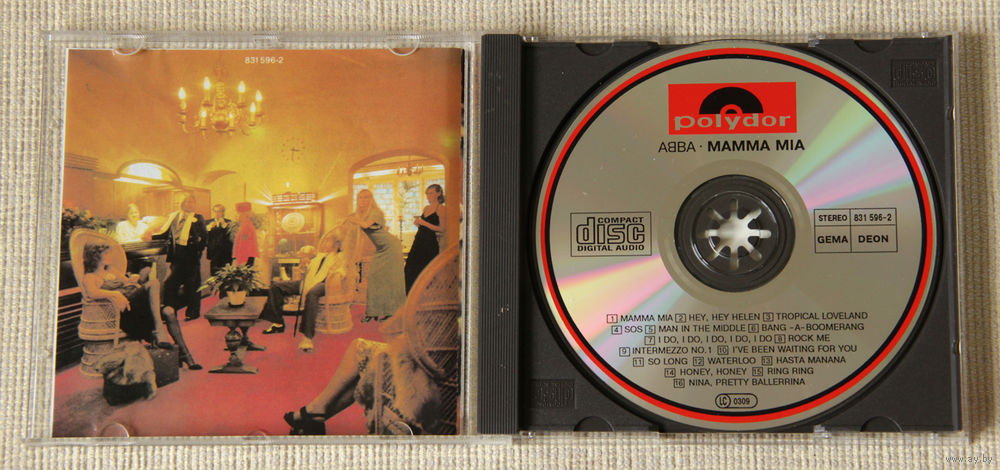 831 596-2
polydor
ABBA · MAMMA MIA
COMPACT
disc
DIGITAL AUDIO
STEREO 831 596-2
GEMA DEON
1 MAMMA MIA 2 HEY, HEY HELEN 3 TROPICAL LOVELAND
4 SOS 5 MAN IN THE MIDDLE 6 BANG -A- BOOMERANG
7 I DO, I DO, I DO, I DO, I DO 8 ROCK ME
9 INTERMEZZO NO. 1 10 I'VE BEEN WAITING FOR YOU
11 SO LONG 12 WATERLOO 13 HASTA MANANA
14 HONEY, HONEY 15 RING RING
16 NINA, PRETTY BALLERRINA
LC 0309
www.ay.by